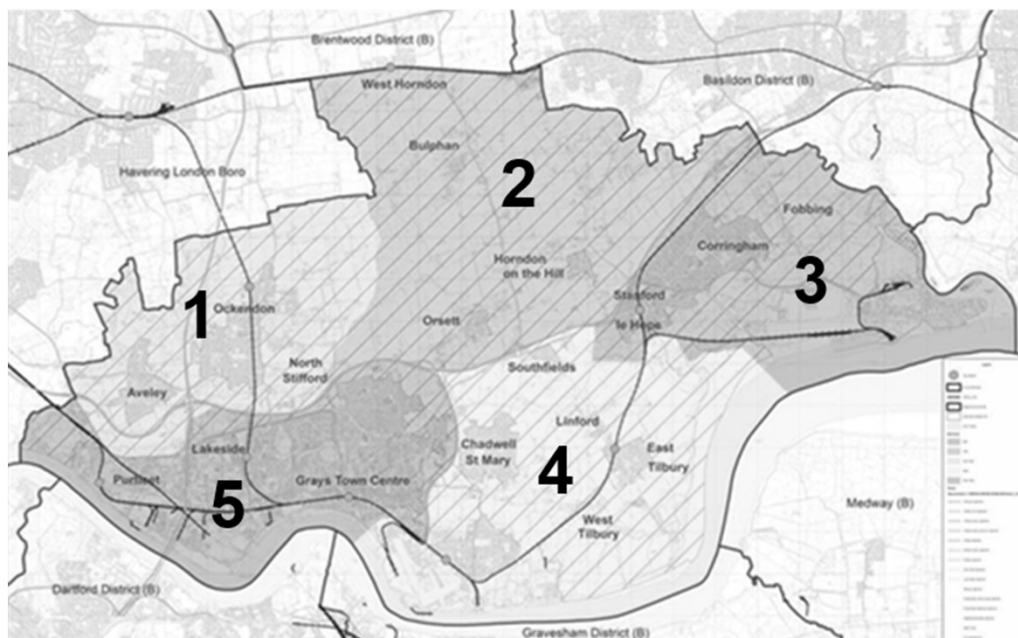 Brentwood District (B)
West Horndon
Basildon District (B)
Bulphan
Havering London Boro
2
Fobbing
Corringham
Horndon
on the Hill
3
Stanford
le Hope
1
Ockendon
Orsett
North
Stifford
Southfields
Aveley
Linford
Lakeside
Chadwell
St Mary
East
Tilbury
4
Purfleet
Grays Town Centre
5
Medway (B)
West
Tilbury
Dartford District (B)
Gravesham District (B)